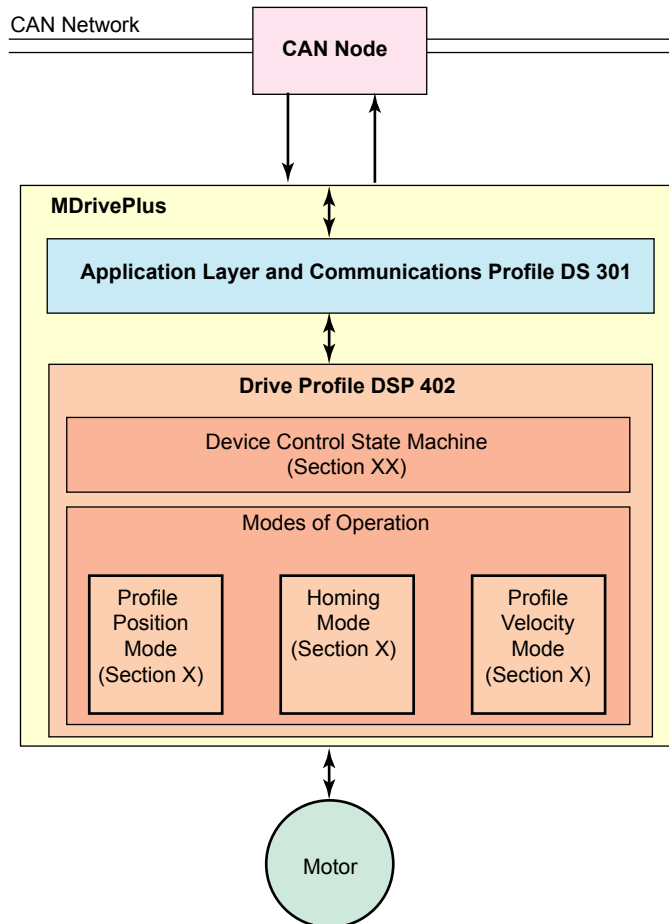 CAN Network
CAN Node
MDrivePlus
Application Layer and Communications Profile DS 301
Drive Profile DSP 402
Device Control State Machine
(Section XX)
Modes of Operation
Profile
Position
Mode
(Section X)
Homing
Mode
(Section X)
Profile
Velocity
Mode
(Section X)
Motor